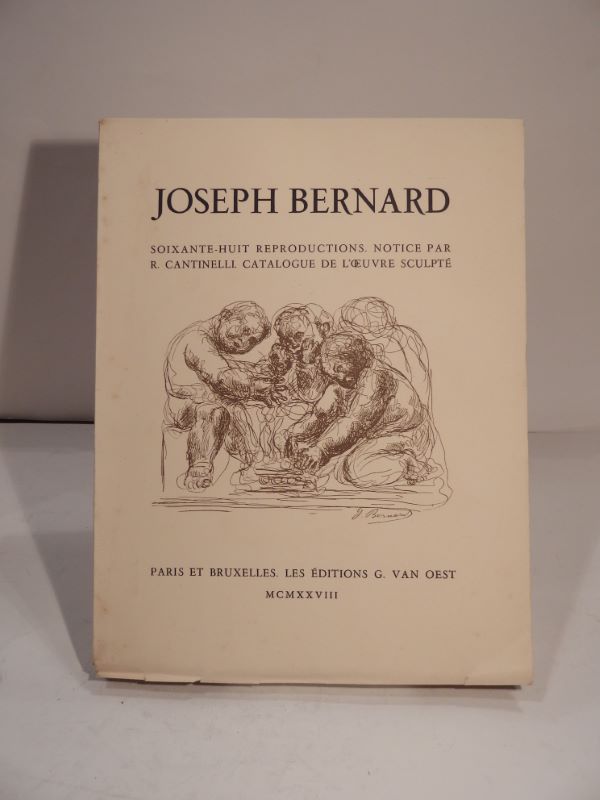 JOSEPH BERNARD
SOIXANTE-HUIT REPRODUCTIONS. NOTICE PAR
R. CANTINELLI. CATALOGUE DE L'ŒUVRE SCULPTÉ
J Bernard
PARIS ET BRUXELLES. LES ÉDITIONS G. VAN OEST
MCMXXVIII